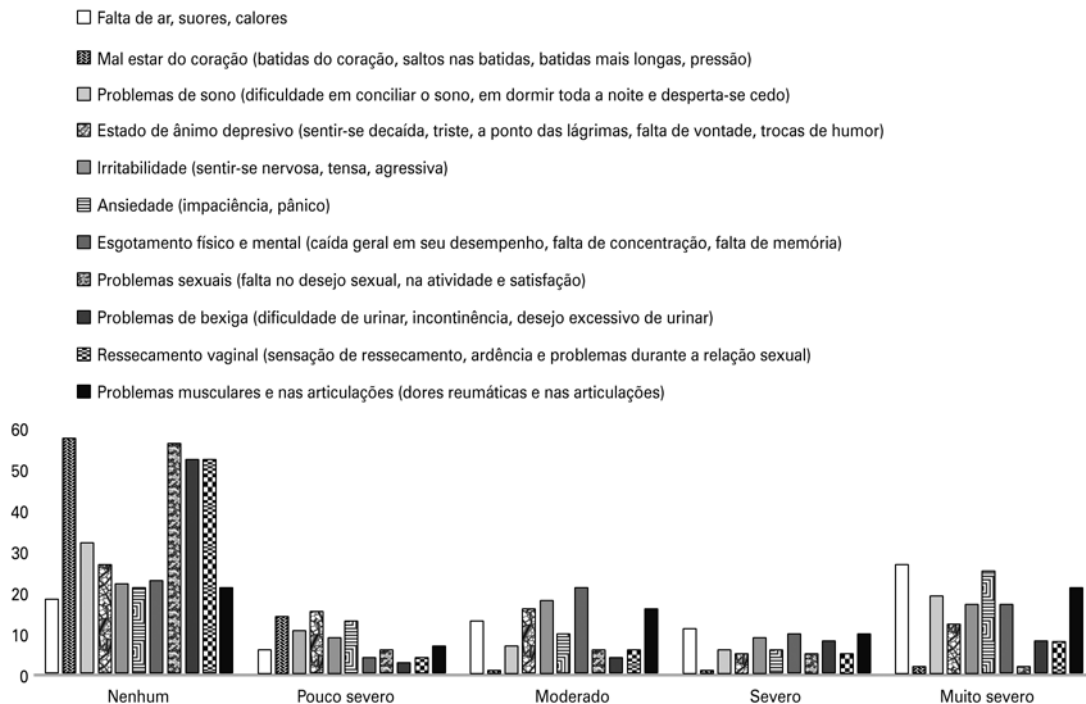 Falta de ar, suores, calores
Mal estar do coração (batidas do coração, saltos nas batidas, batidas mais longas, pressão)
Problemas de sono (dificuldade em conciliar o sono, em dormir toda a noite e desperta-se cedo)
Estado de ânimo depresivo (sentir-se decaída, triste, a ponto das lágrimas, falta de vontade, trocas de humor)
Irritabilidade (sentir-se nervosa, tensa, agressiva)
Ansiedade (impaciência, pânico)
Esgotamento físico e mental (caída geral em seu desempenho, falta de concentração, falta de memória)
Problemas sexuais (falta no desejo sexual, na atividade e satisfação)
Problemas de bexiga (dificuldade de urinar, incontinência, desejo excessivo de urinar)
Ressecamento vaginal (sensação de ressecamento, ardência e problemas durante a relação sexual)
Problemas musculares e nas articulações (dores reumáticas e nas articulações)
60
50
40
30
20
10
0
Nenhum Pouco severo Moderado Severo Muito severo